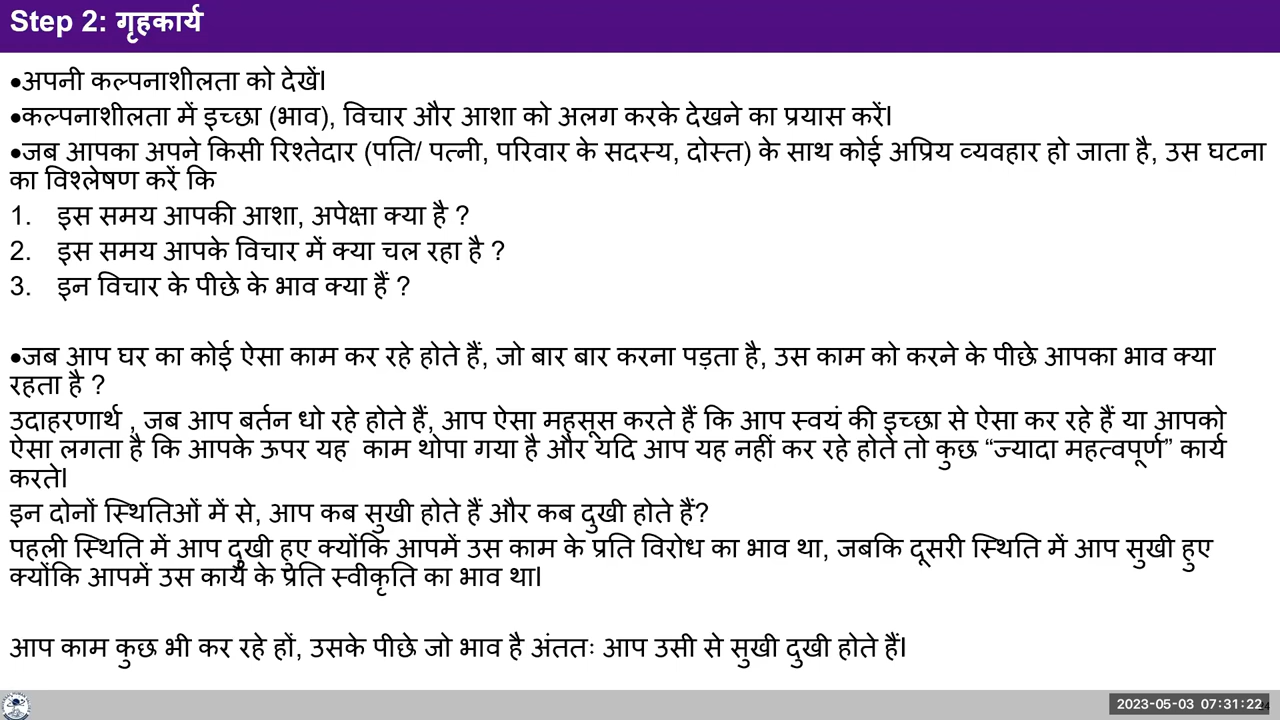 Step 2: गृहकार्य
•अपनी कल्पनाशीलता को देखें।
•कल्पनाशीलता में इच्छा (भाव), विचार और आशा को अलग करके देखने का प्रयास करें।
•जब आपका अपने किसी रिश्तेदार (पति/ पत्नी, परिवार के सदस्य, दोस्त) के साथ कोई अप्रिय व्यवहार हो जाता है, उस घटना
का विश्लेषण करें कि
1. इस समय आपकी आशा, अपेक्षा क्या है ?
2. इस समय आपके विचार में क्या चल रहा है ?
3. इन विचार के पीछे के भाव क्या हैं ?
•जब आप घर का कोई ऐसा काम कर रहे होते हैं, जो बार बार करना पड़ता है, उस काम को करने के पीछे आपका भाव क्या
रहता है ?
उदाहरणार्थ , जब आप बर्तन धो रहे होते हैं, आप ऐसा महसूस करते हैं कि आप स्वयं की इच्छा से ऐसा कर रहे हैं या आपको
ऐसा लगता है कि आपके ऊपर यह काम थोपा गया है और यदि आप यह नहीं कर रहे होते तो कुछ “ज्यादा महत्वपूर्ण” कार्य
करते।
इन दोनों स्थितिओं में से, आप कब सुखी होते हैं और कब दुखी होते हैं?
पहली स्थिति में आप दुखी हुए क्योंकि आपमें उस काम के प्रति विरोध का भाव था, जबकि दूसरी स्थिति में आप सुखी हुए
क्योंकि आपमें उस कार्य के प्रति स्वीकृति का भाव था।
आप काम कुछ भी कर रहे हों, उसके पीछे जो भाव है अंततः आप उसी से सुखी दुखी होते हैं।
2023-05-03 07:31:22